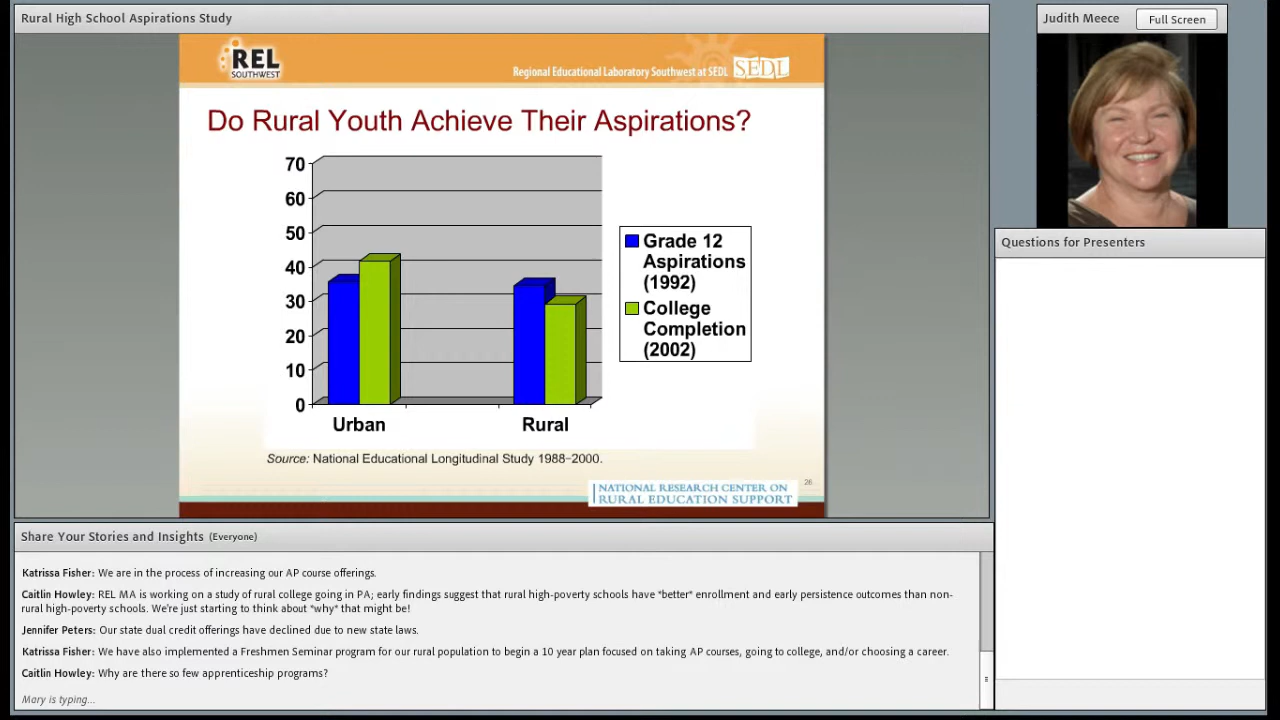 Rural High School Aspirations Study
Judith Meece
Full Screen
REL
SOUTHWEST
Regional Educational Laboratory Southwest at SEDL
SEDL
Do Rural Youth Achieve Their Aspirations?
70
60
50
40
30
20
10
0
Urban
Rural
Grade 12
Aspirations
(1992)
College
Completion
(2002)
Source: National Educational Longitudinal Study 1988–2000.
26
NATIONAL RESEARCH CENTER ON
RURAL EDUCATION SUPPORT
Questions for Presenters
Share Your Stories and Insights (Everyone)
Katrissa Fisher: We are in the process of increasing our AP course offerings.
Caitlin Howley: REL MA is working on a study of rural college going in PA; early findings suggest that rural high-poverty schools have *better* enrollment and early persistence outcomes than non-
rural high-poverty schools. We're just starting to think about *why* that might be!
Jennifer Peters: Our state dual credit offerings have declined due to new state laws.
Katrissa Fisher: We have also implemented a Freshmen Seminar program for our rural population to begin a 10 year plan focused on taking AP courses, going to college, and/or choosing a career.
Caitlin Howley: Why are there so few apprenticeship programs?
Mary is typing...